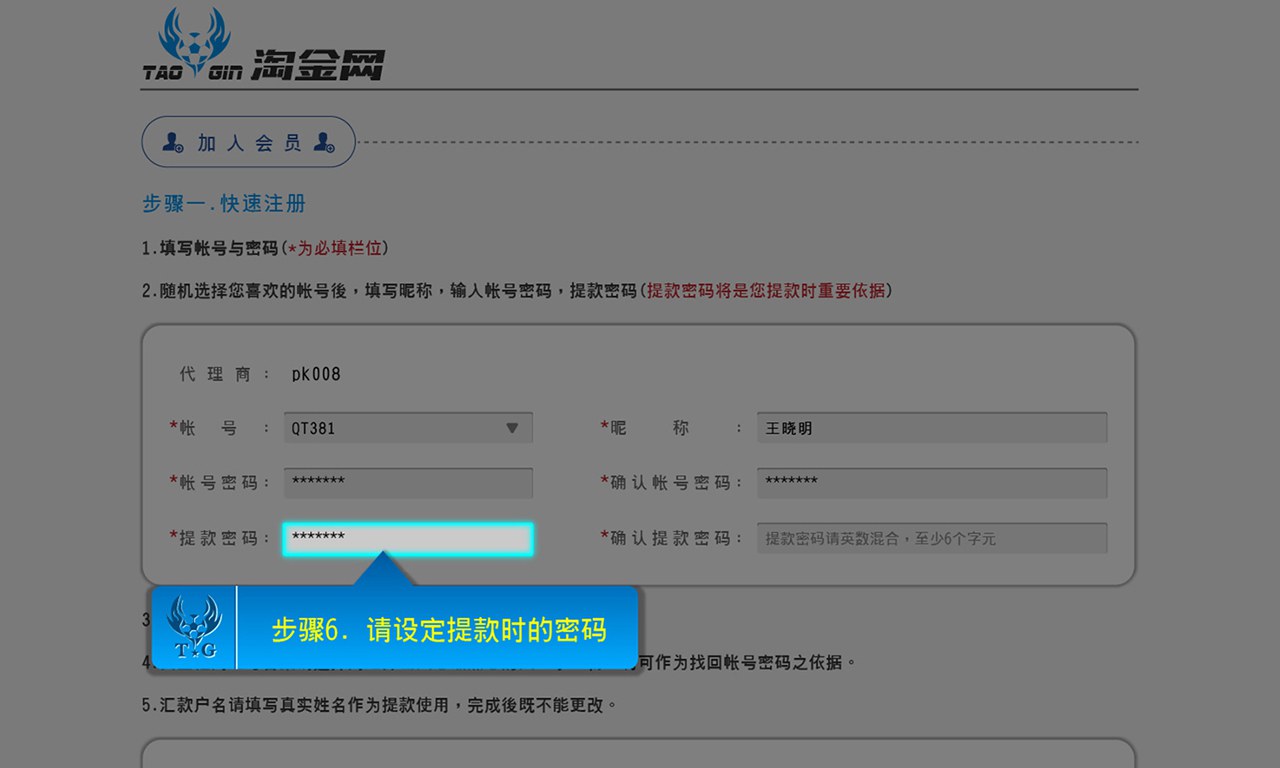 TAO GIN 淘金网
加入会员
步骤一.快速注册
1.填写帐号与密码(*为必填栏位)
2.随机选择您喜欢的帐号後，填写昵称，输入帐号密码，提款密码(提款密码将是您提款时重要依据)
代理商： pk008
*帐号： QT381 *昵称： 王晓明
*帐号密码： ******* *确认帐号密码： *******
*提款密码： ******* *确认提款密码： 提款密码请英数混合，至少6个字元
3
T★G 步骤6. 请设定提款时的密码
4. 可作为找回帐号密码之依据。
5.汇款户名请填写真实姓名作为提款使用，完成後既不能更改。